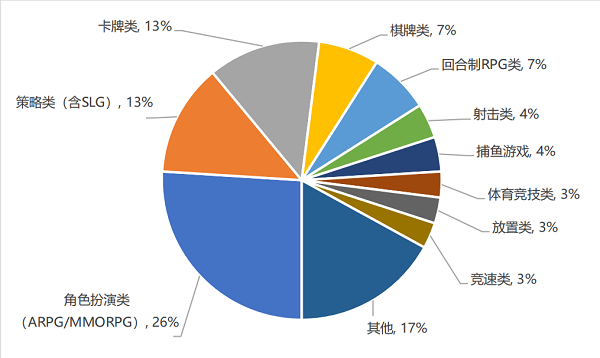 卡牌类, 13%
棋牌类, 7%
回合制RPG类, 7%
策略类（含SLG）, 13%
射击类, 4%
捕鱼游戏, 4%
体育竞技类, 3%
放置类, 3%
竞速类, 3%
角色扮演类
（ARPG/MMORPG）, 26%
其他, 17%